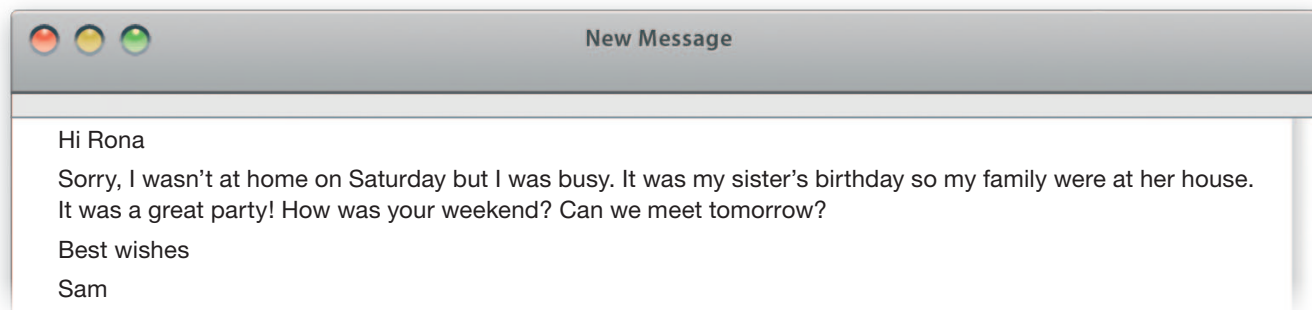 New Message
Hi Rona
Sorry, I wasn’t at home on Saturday but I was busy. It was my sister’s birthday so my family were at her house.
It was a great party! How was your weekend? Can we meet tomorrow?
Best wishes
Sam